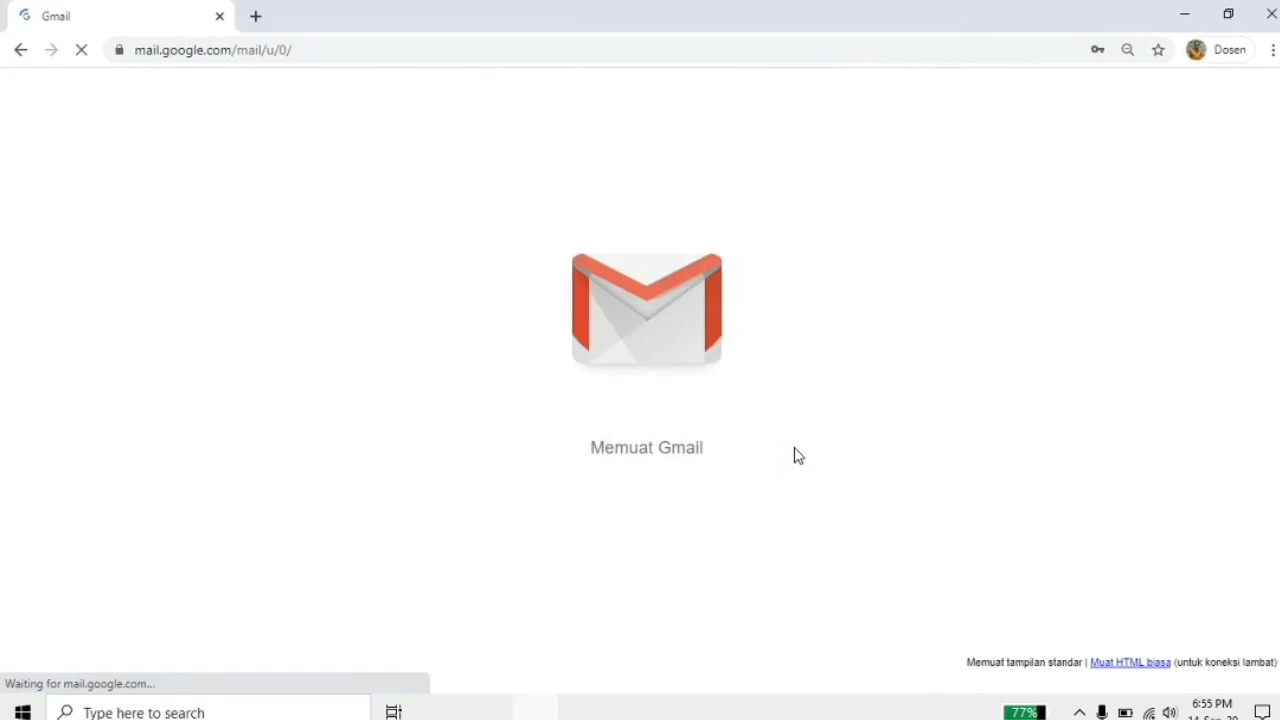 Gmail
mail.google.com/mail/u/0/
Dosen
Memuat Gmail
Memuat tampilan standar | Muat HTML biasa (untuk koneksi lambat)
Waiting for mail.google.com...
Type here to search
77%
6:55 PM